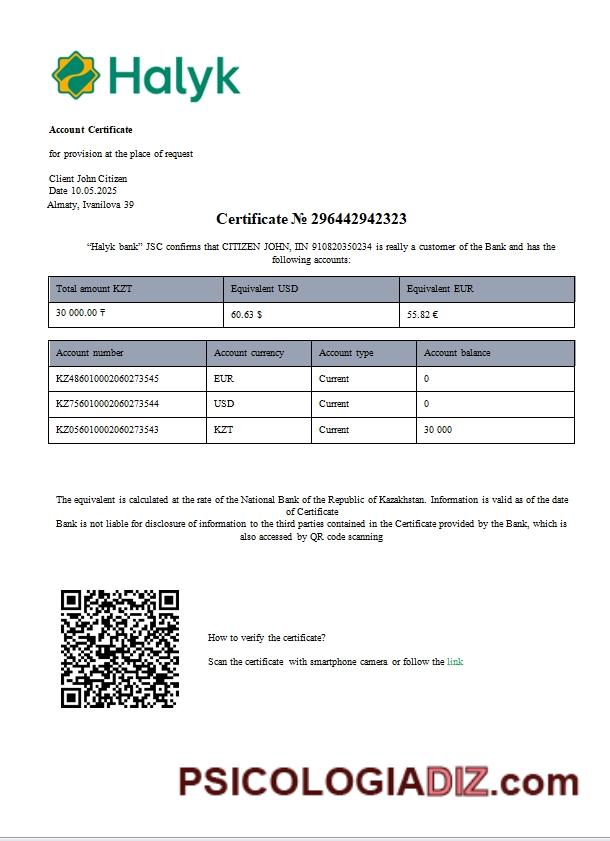 Halyk
Account Certificate
for provision at the place of request
Client John Citizen
Date 10.05.2025
Almaty, Ivanilova 39
Certificate № 296442942323
“Halyk bank” JSC confirms that CITIZEN JOHN, IIN 910820350234 is really a customer of the Bank and has the
following accounts:
Total amount KZT Equivalent USD Equivalent EUR
30 000.00 ₸ 60.63 $ 55.82 €
Account number Account currency Account type Account balance
KZ486010002060273545 EUR Current 0
KZ756010002060273544 USD Current 0
KZ056010002060273543 KZT Current 30 000
The equivalent is calculated at the rate of the National Bank of the Republic of Kazakhstan. Information is valid as of the date
of Certificate
Bank is not liable for disclosure of information to the third parties contained in the Certificate provided by the Bank, which is
also accessed by QR code scanning
How to verify the certificate?
Scan the certificate with smartphone camera or follow the link
PSICOLOGIADIZ.com